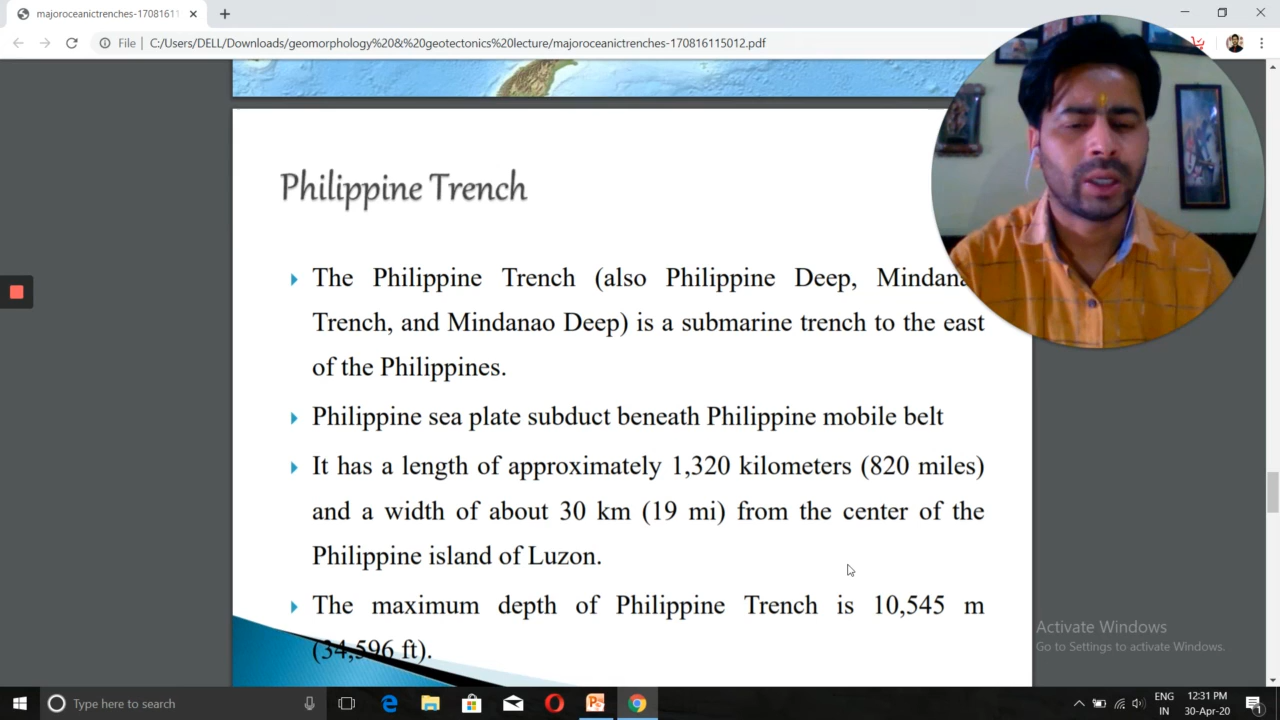 majoroceanictrenches-170816115012
File | C:/Users/DELL/Downloads/geomorphology%20&%20geotectonics%20lecture/majoroceanictrenches-170816115012.pdf
Philippine Trench
The Philippine Trench (also Philippine Deep,
Trench, and Mindanao Deep) is a submarine trench to the east
of the Philippines.
Philippine sea plate subduct beneath Philippine mobile belt
It has a length of approximately 1,320 kilometers (820 miles)
and a width of about 30 km (19 mi) from the center of the
Philippine island of Luzon.
The maximum depth of Philippine Trench is 10,545 m
(34,596 ft).
Activate Windows
Go to Settings to activate Windows.
Type here to search
ENG
IN
12:31 PM
30-Apr-20
1